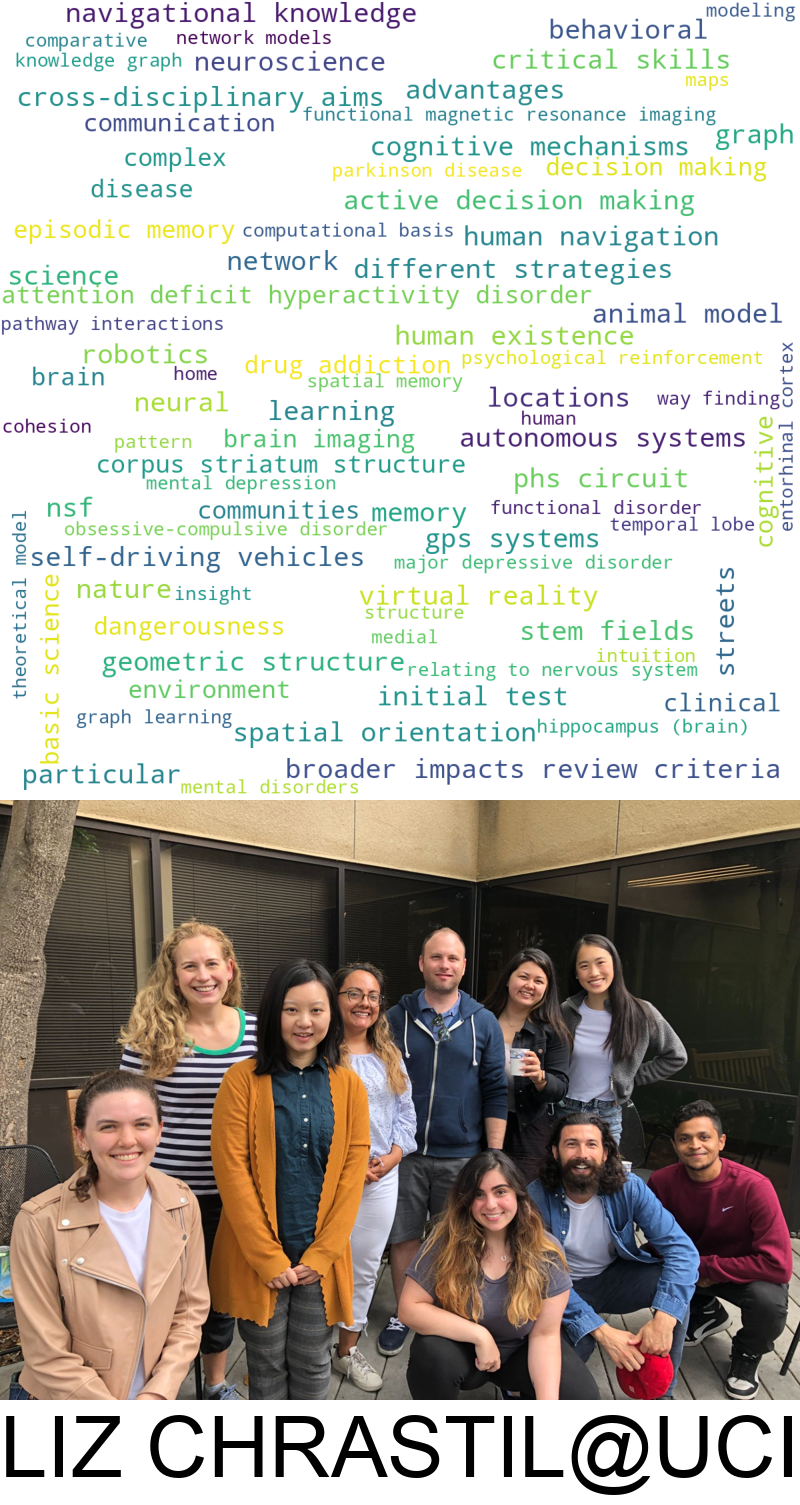 navigational knowledge
modeling
behavioral
comparative
network models
knowledge graph
neuroscience
critical skills
maps
cross-disciplinary aims
advantages
functional magnetic resonance imaging
communication
graph
cognitive mechanisms
complex
parkinson disease
decision making
disease
active decision making
episodic memory
computational basis
human navigation
network
different strategies
science
attention deficit hyperactivity disorder
animal model
pathway interactions
human existence
robotics
drug addiction
psychological reinforcement
brain
home
spatial memory
entorhinal cortex
neural
learning
locations
way finding
human
cohesion
pattern
brain imaging
autonomous systems
cognitive
corpus striatum structure
mental depression
phs circuit
nsf
communities
memory
functional disorder
temporal lobe
obsessive-compulsive disorder
gps systems
theoretical model
self-driving vehicles
major depressive disorder
basic science
nature
insight
virtual reality
streets
structure
dangerousness
medial
stem fields
intuition
geometric structure
relating to nervous system
environment
initial test
clinical
graph learning
spatial orientation
hippocampus (brain)
particular
broader impacts review criteria
mental disorders
LIZ CHRASTIL@UCI